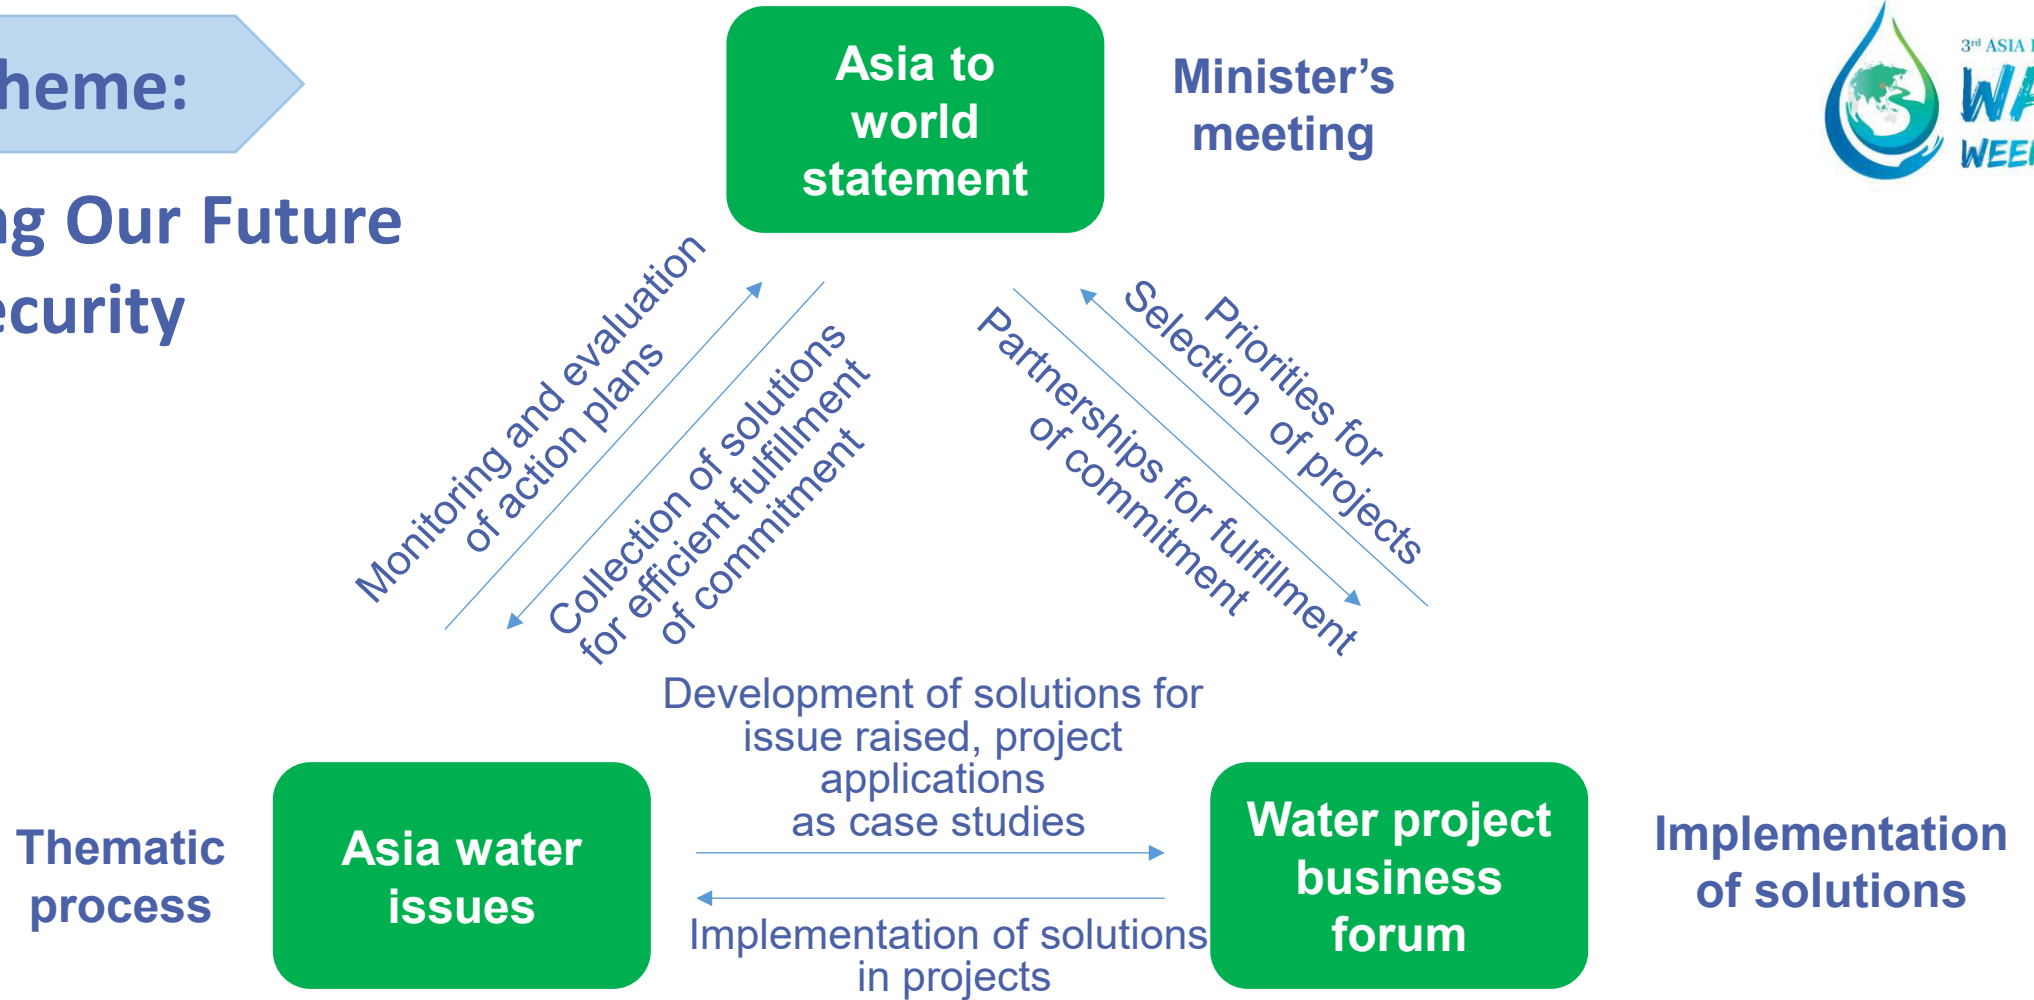 heme:
ng Our Future
ecurity
Asia to
world
statement
Minister’s
meeting
3rd ASIA
WA
WEE
Monitoring and evaluation
of action plans
Collection of solutions
for efficient fulfillment
of commitment
Partnerships for fulfillment
of commitment
Priorities for
Selection of projects
Development of solutions for
issue raised, project
applications
as case studies
Implementation of solutions
in projects
Thematic
process
Asia water
issues
Water project
business
forum
Implementation
of solutions